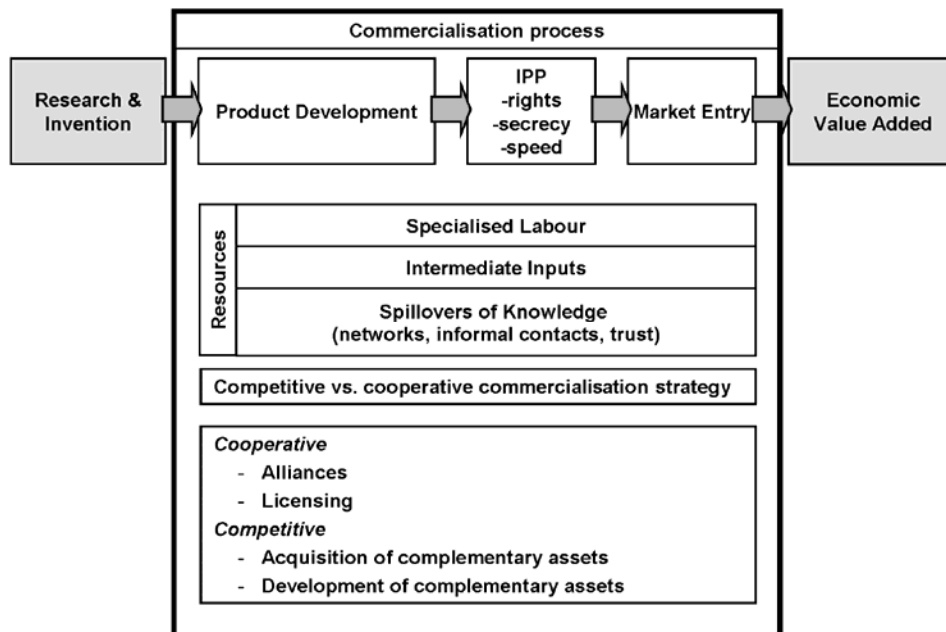 Commercialisation process
Research &
Invention
Product Development
IPP
-rights
-secrecy
-speed
Market Entry
Economic
Value Added
Resources
Specialised Labour
Intermediate Inputs
Spillovers of Knowledge
(networks, informal contacts, trust)
Competitive vs. cooperative commercialisation strategy
Cooperative
- Alliances
- Licensing
Competitive
- Acquisition of complementary assets
- Development of complementary assets